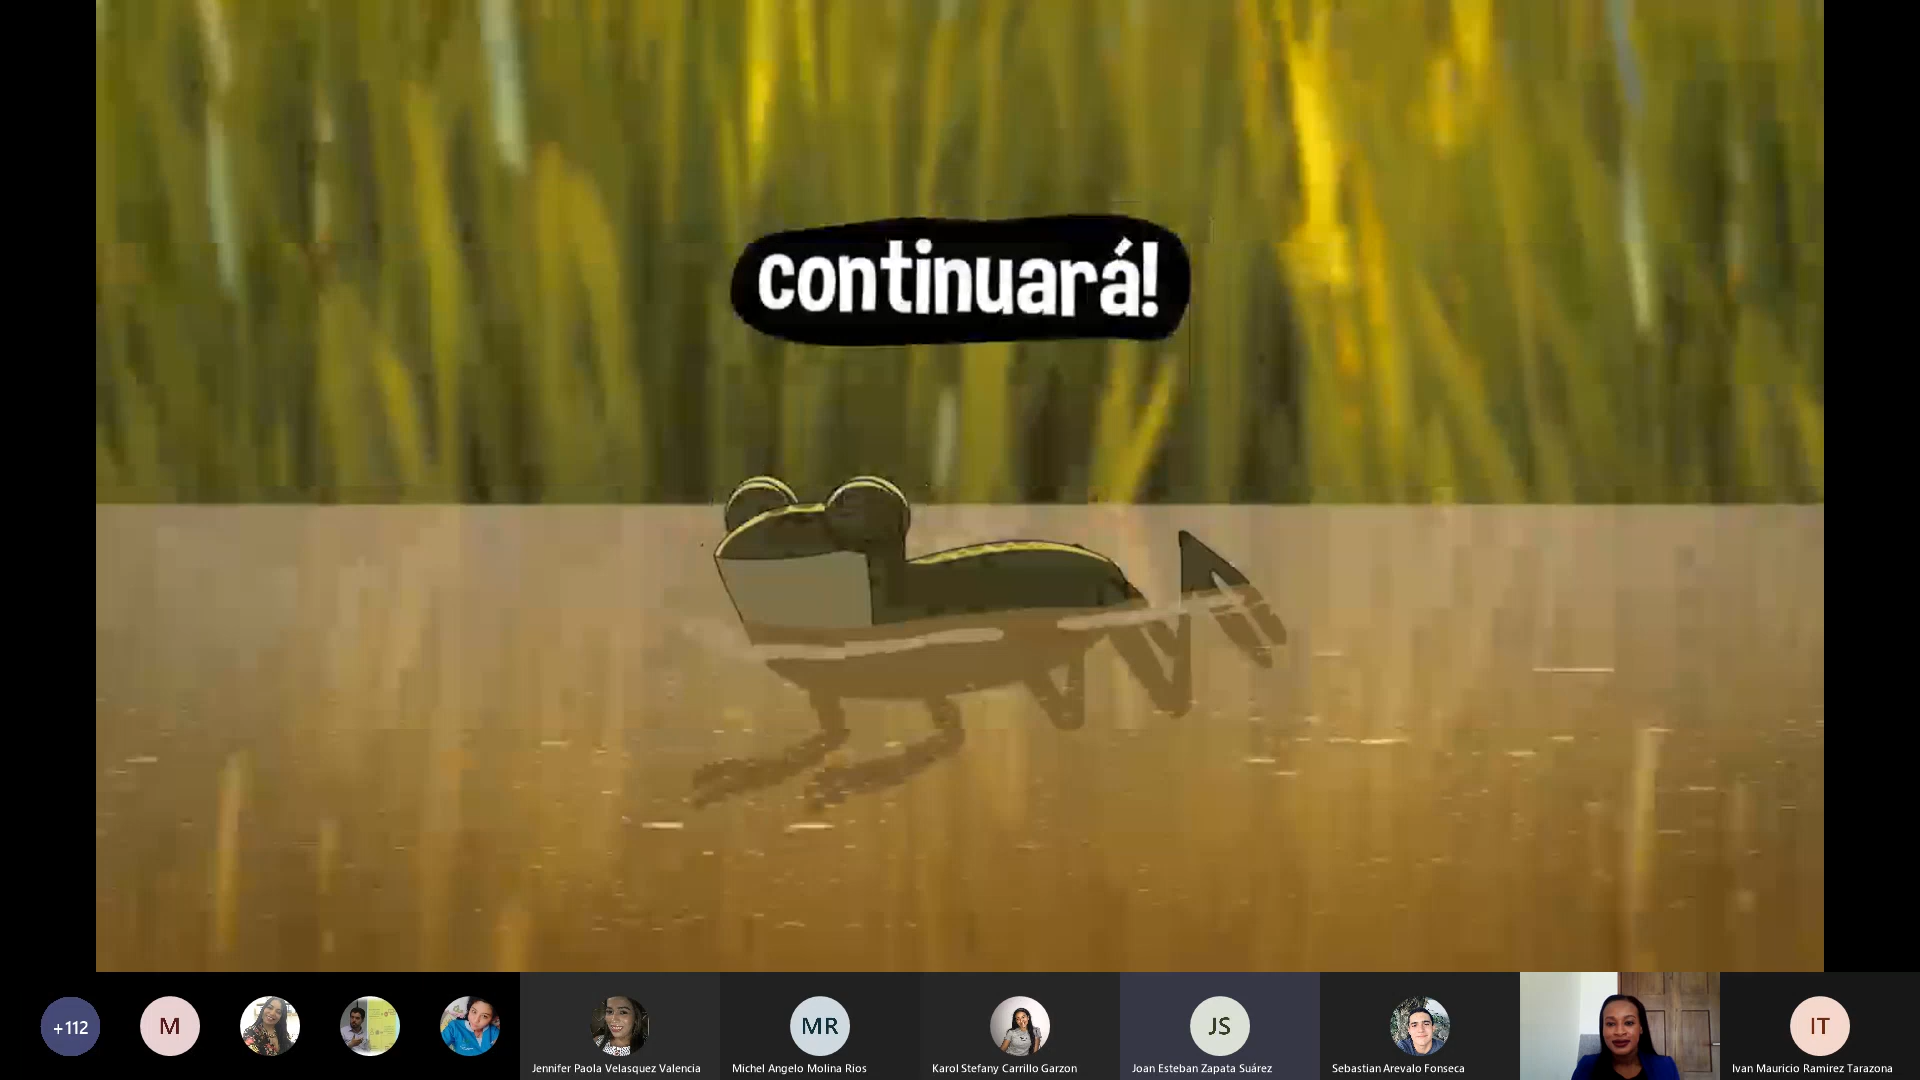 continuará!
+112
M
MR
JS
IT
Jennifer Paola Velasquez Valencia
Michel Angelo Molina Rios
Karol Stefany Carrillo Garzon
Joan Esteban Zapata Suárez
Sebastian Arevalo Fonseca
Ivan Mauricio Ramirez Tarazona